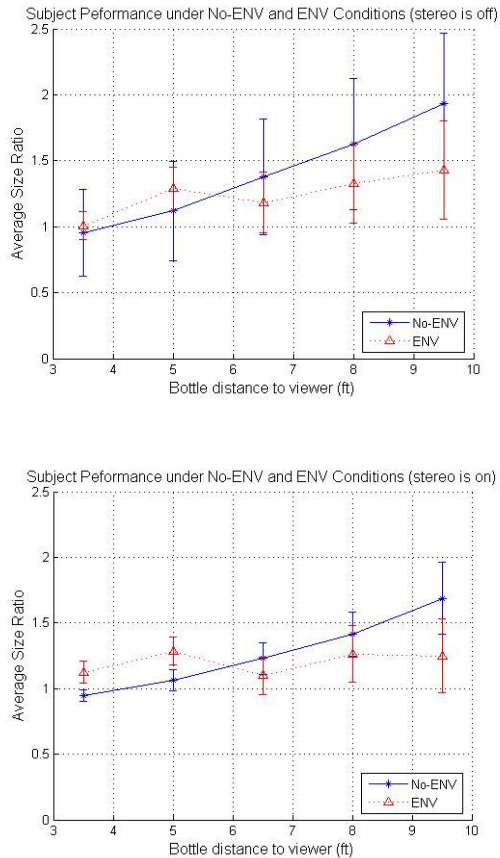 Subject Peformance under No-ENV and ENV Conditions (stereo is off)
2.5
2
1.5
1
0.5
0
Average Size Ratio
3 4 5 6 7 8 9 10
Bottle distance to viewer (ft)
No-ENV
ENV
Subject Peformance under No-ENV and ENV Conditions (stereo is on)
2.5
2
1.5
1
0.5
0
Average Size Ratio
3 4 5 6 7 8 9 10
Bottle distance to viewer (ft)
No-ENV
ENV